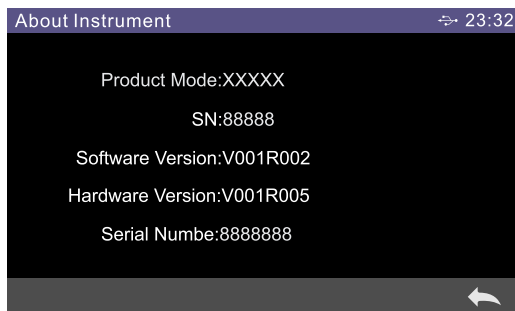 About Instrument 23:32
Product Mode:XXXXX
SN:88888
Software Version:V001R002
Hardware Version:V001R005
Serial Numbe:8888888